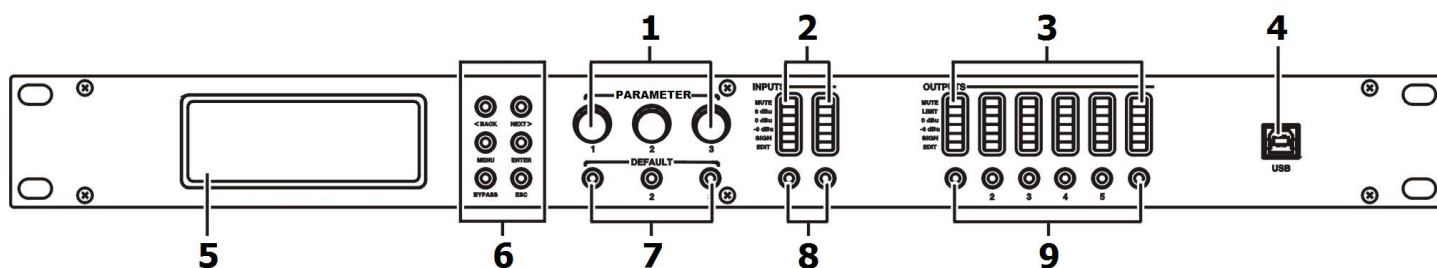 1 2 3 4
INPUTS OUTPUTS
PARAMETER
MUTE MUTE
6 dBu LIMIT
0 dBu 0 dBu
-6 dBu -6 dBu
SIGN SIGN
EDIT EDIT
<BACK NEXT>
1 2 3
MENU ENTER
DEFAULT
USB
BYPASS ESC
2
2 3 4 5
5 6 7 8 9